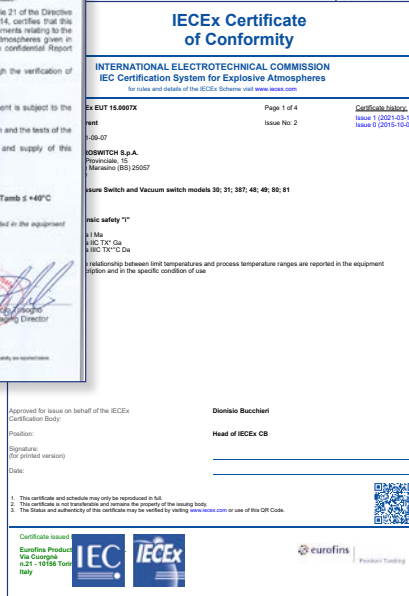 le 21 of the Directive
14, certifies that this
ments relating to the
tmospheres given in
confidential Report
gh the verification of
ent is subject to the
n and the tests of the
and supply of this
Tamb ≤ +40°C
ted in the equipment
aging Director
IECEx Certificate
of Conformity
INTERNATIONAL ELECTROTECHNICAL COMMISSION
IEC Certification System for Explosive Atmospheres
for rules and details of the IECEx Scheme visit www.iecex.com
Ex EUT 15.0007X
Page 1 of 4
Certificate history:
Issue 1 (2021-03-1
Issue 0 (2015-10-0
rent
Issue No: 2
-09-07
ROSWITCH S.p.A.
Provinciale, 15
Marasino (BS) 25057
sure Switch and Vacuum switch models 30; 31; 387; 48; 49; 80; 81
nsic safety "i"
a I Ma
a IIC TX* Ga
a IIIC TX*°C Da
relationship between limit temperatures and process temperature ranges are reported in the equipment
cription and in the specific condition of use
Approved for issue on behalf of the IECEx
Certification Body:
Dionisio Bucchieri
Position:
Head of IECEx CB
Signature:
(for printed version)
Date:
1. This certificate and schedule may only be reproduced in full.
2. This certificate is not transferable and remains the property of the issuing body.
3. The Status and authenticity of this certificate may be verified by visiting www.iecex.com or use of this QR Code.
Certificate issued
Eurofins Product
Via Cuorgnè
n.21 - 10156 Torin
Italy
IEC
IECEx
eurofins
Product Testing